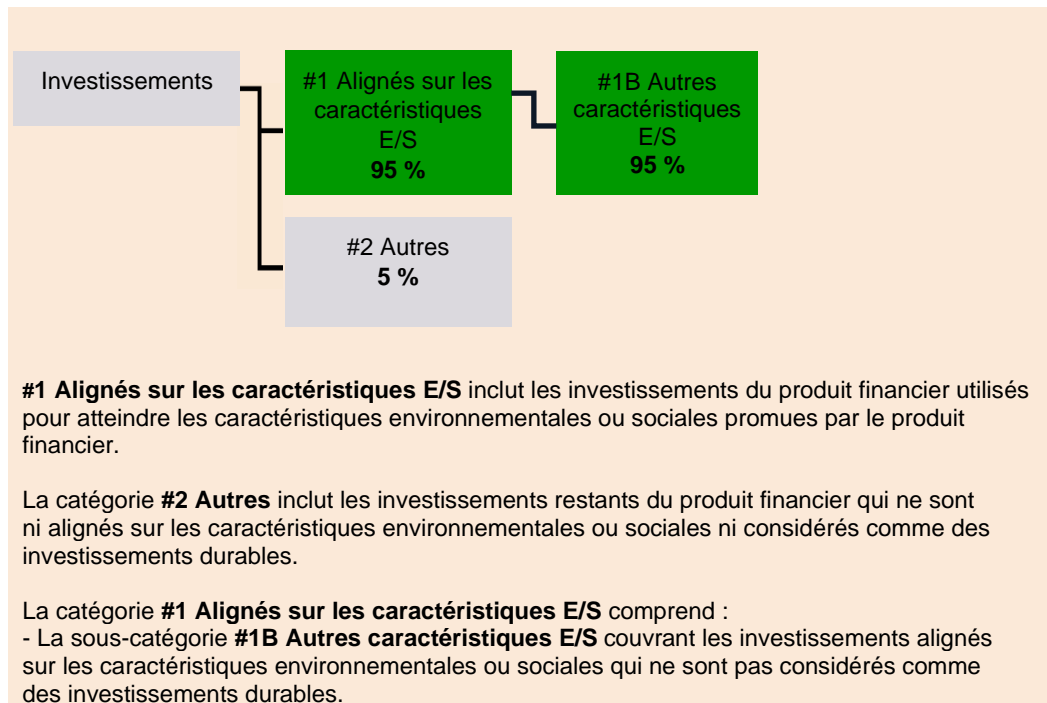 Investissements
#1 Alignés sur les
caractéristiques
E/S
95 %
#1B Autres
caractéristiques
E/S
95 %
#2 Autres
5 %
#1 Alignés sur les caractéristiques E/S inclut les investissements du produit financier utilisés
pour atteindre les caractéristiques environnementales ou sociales promues par le produit
financier.
La catégorie #2 Autres inclut les investissements restants du produit financier qui ne sont
ni alignés sur les caractéristiques environnementales ou sociales ni considérés comme des
investissements durables.
La catégorie #1 Alignés sur les caractéristiques E/S comprend :
- La sous-catégorie #1B Autres caractéristiques E/S couvrant les investissements alignés
sur les caractéristiques environnementales ou sociales qui ne sont pas considérés comme
des investissements durables.